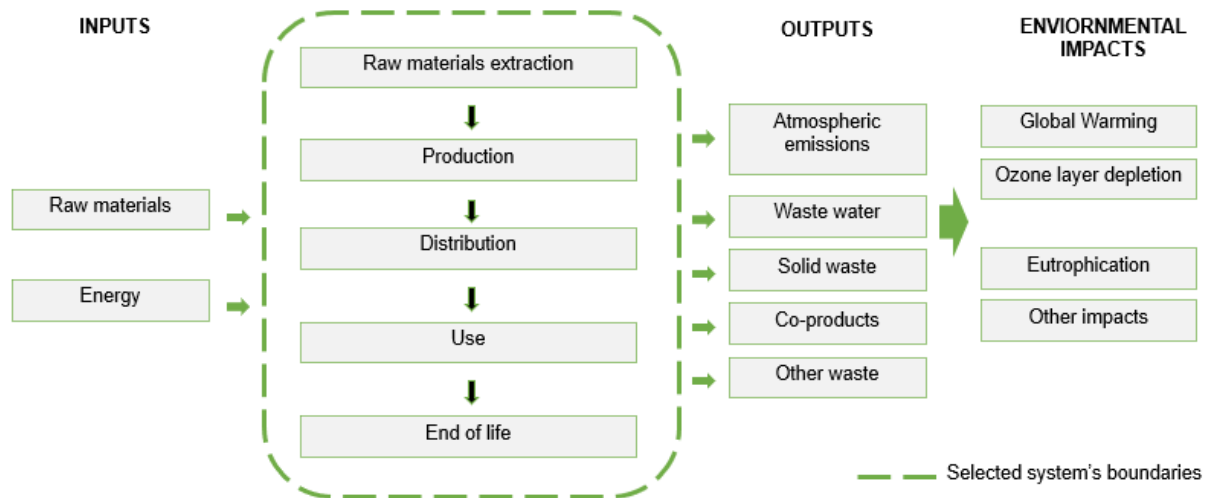 INPUTS
Raw materials
Energy
Raw materials extraction
Production
Distribution
Use
End of life
OUTPUTS
Atmospheric
emissions
Waste water
Solid waste
Co-products
Other waste
ENVIORNMENTAL
IMPACTS
Global Warming
Ozone layer depletion
Eutrophication
Other impacts
Selected system's boundaries